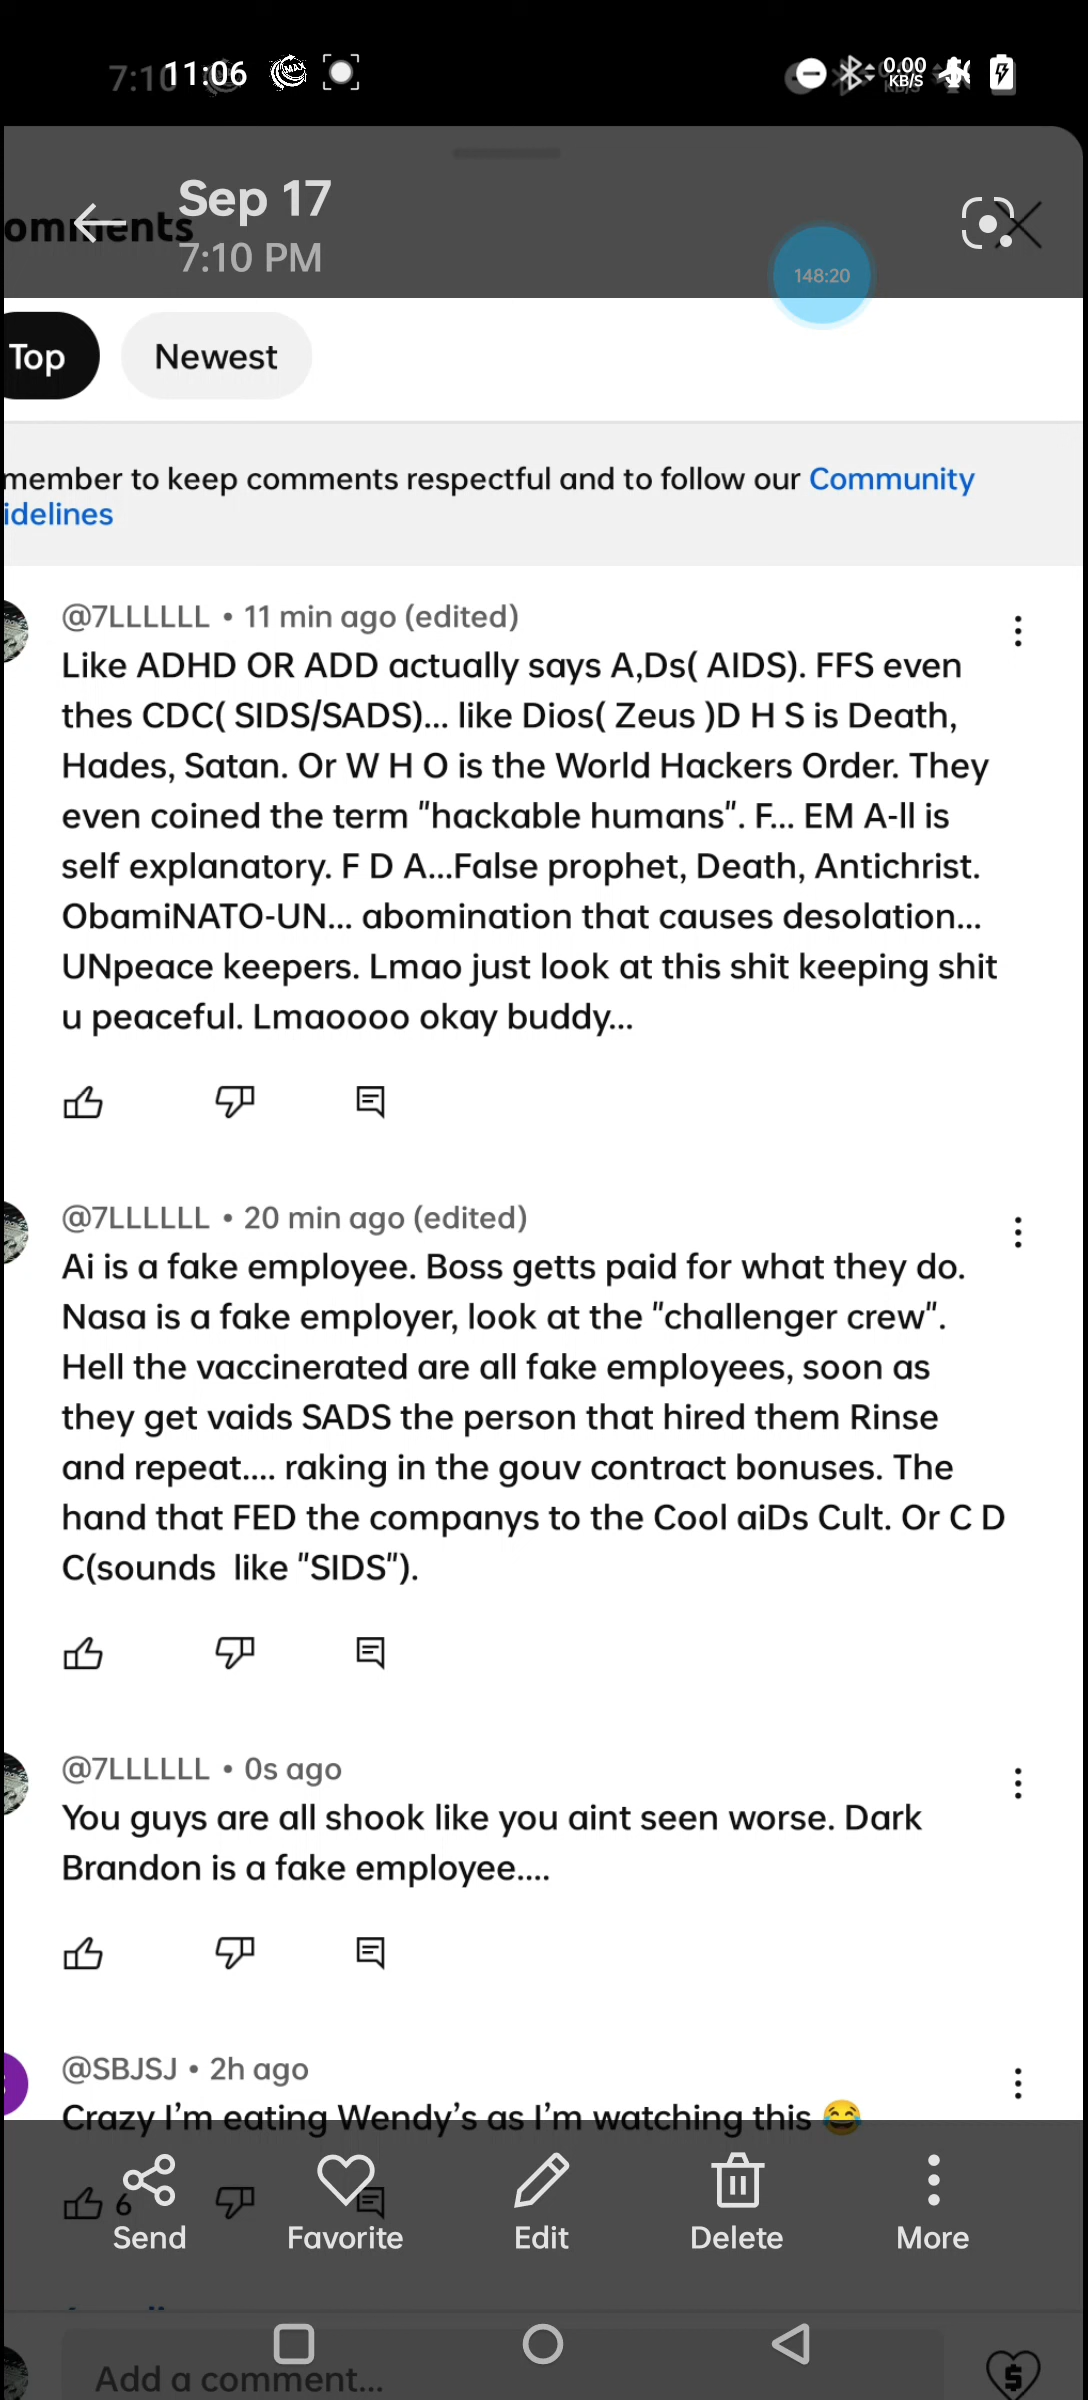 7:10 11:06 MAX 0.00 KB/S
Sep 17
omments
7:10 PM
148:20
Top Newest
member to keep comments respectful and to follow our Community
idelines
@7LLLLLL • 11 min ago (edited)
Like ADHD OR ADD actually says A,Ds( AIDS). FFS even
thes CDC( SIDS/SADS)... like Dios( Zeus )D H S is Death,
Hades, Satan. Or W H O is the World Hackers Order. They
even coined the term "hackable humans". F... EM A-ll is
self explanatory. F D A...False prophet, Death, Antichrist.
ObamiNATO-UN... abomination that causes desolation...
UNpeace keepers. Lmao just look at this shit keeping shit
u peaceful. Lmaoooo okay buddy...
@7LLLLLL • 20 min ago (edited)
Ai is a fake employee. Boss getts paid for what they do.
Nasa is a fake employer, look at the "challenger crew".
Hell the vaccinerated are all fake employees, soon as
they get vaids SADS the person that hired them Rinse
and repeat.... raking in the gouv contract bonuses. The
hand that FED the companys to the Cool aiDs Cult. Or C D
C(sounds  like "SIDS").
@7LLLLLL • 0s ago
You guys are all shook like you aint seen worse. Dark
Brandon is a fake employee....
@SBJSJ • 2h ago
Crazy I'm eating Wendy's as I'm watching this 😂
6
Send Favorite Edit Delete More
Add a comment...